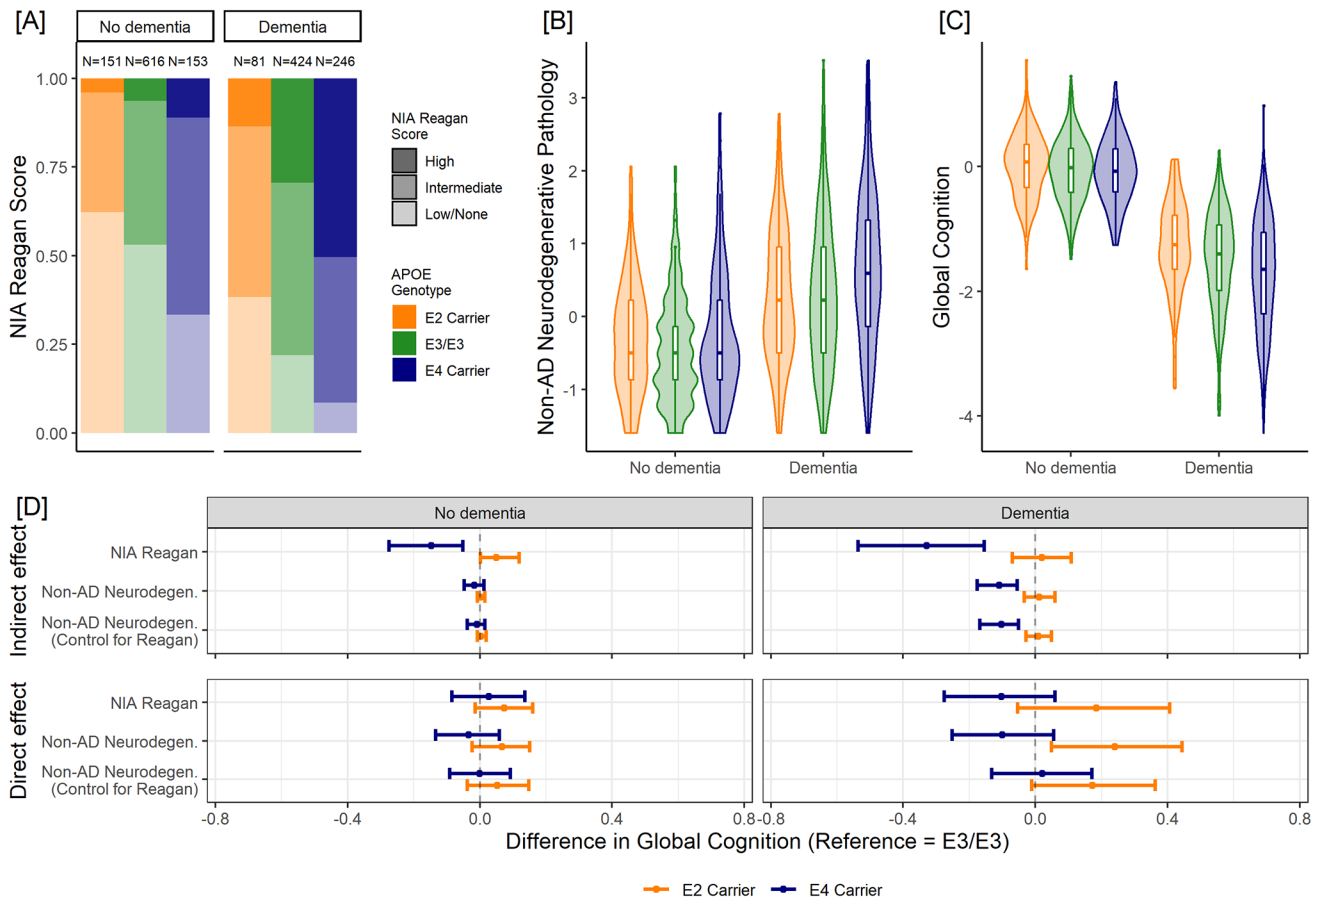 [A]
No dementia
Dementia
N=151 N=616 N=153
N=81 N=424 N=246
NIA Reagan Score
1.00
0.75
0.50
0.25
0.00
NIA Reagan
Score
High
Intermediate
Low/None
APOE
Genotype
E2 Carrier
E3/E3
E4 Carrier
[B]
Non-AD Neurodegenerative Pathology
3
2
1
0
-1
No dementia
Dementia
[C]
Global Cognition
0
-2
-4
No dementia
Dementia
[D]
No dementia
Dementia
Indirect effect
NIA Reagan
Non-AD Neurodegen.
Non-AD Neurodegen.
(Control for Reagan)
Direct effect
NIA Reagan
Non-AD Neurodegen.
Non-AD Neurodegen.
(Control for Reagan)
-0.8 -0.4 0.0 0.4 0.8
-0.8 -0.4 0.0 0.4 0.8
Difference in Global Cognition (Reference = E3/E3)
E2 Carrier
E4 Carrier